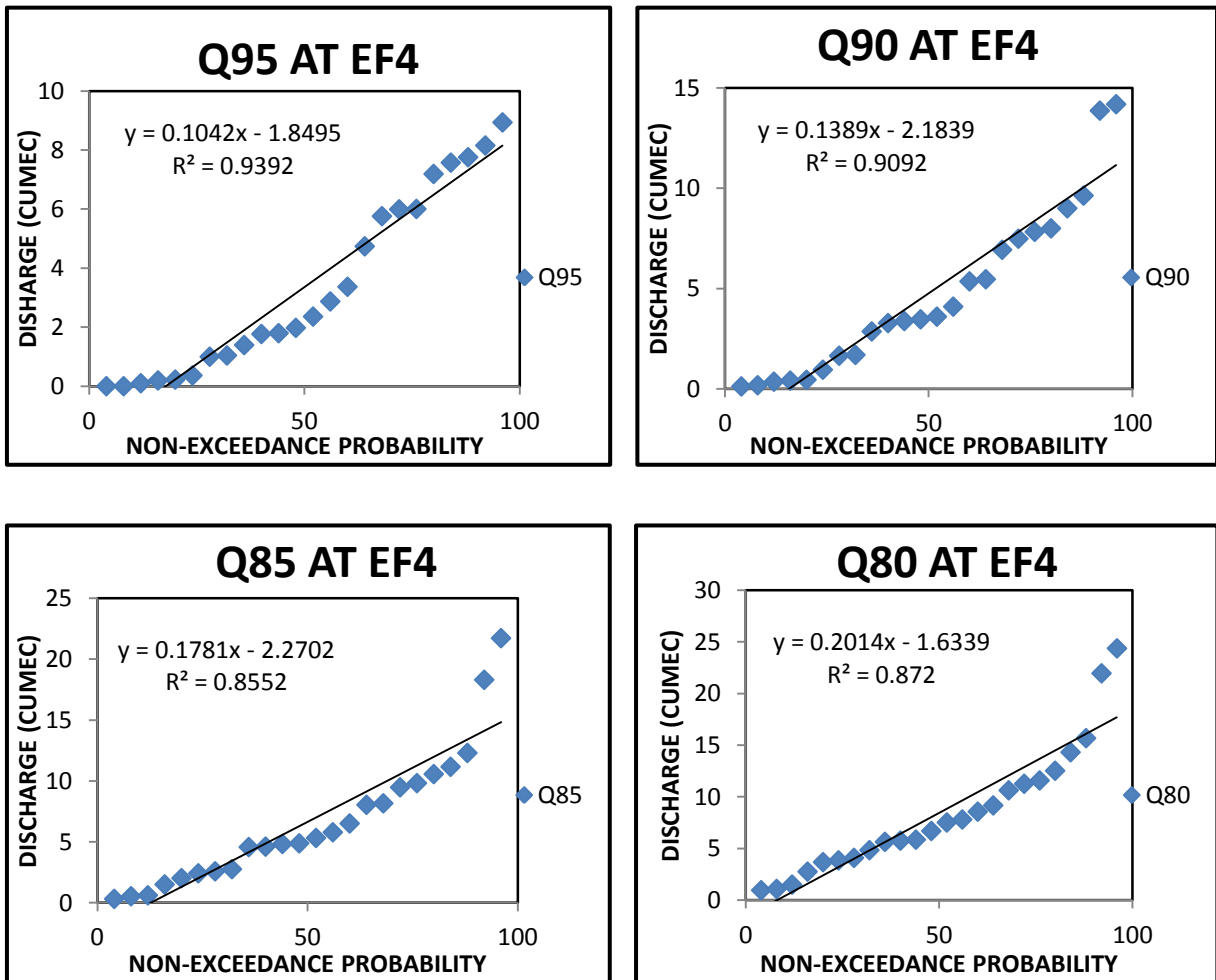 Q95 AT EF4
10
8
6
4
2
0
DISHARGE (CUMEC)
y = 0.1042x - 1.8495
R² = 0.9392
0
50
100
NON-EXCEEDANCE PROBABILITY
Q95
Q90 AT EF4
15
10
5
0
DISCHARGE (CUMEC)
y = 0.1389x - 2.1839
R² = 0.9092
0
50
100
NON-EXCEEDANCE PROBABILITY
Q90
Q85 AT EF4
25
20
15
10
5
0
DISCHARGE (CUMEC)
y = 0.1781x - 2.2702
R² = 0.8552
0
50
100
NON-EXCEEDANCE PROBABILITY
Q85
Q80 AT EF4
30
25
20
15
10
5
0
DISCHARGE (CUMEC)
y = 0.2014x - 1.6339
R² = 0.872
0
50
100
NON-EXCEEDANCE PROBABILITY
Q80